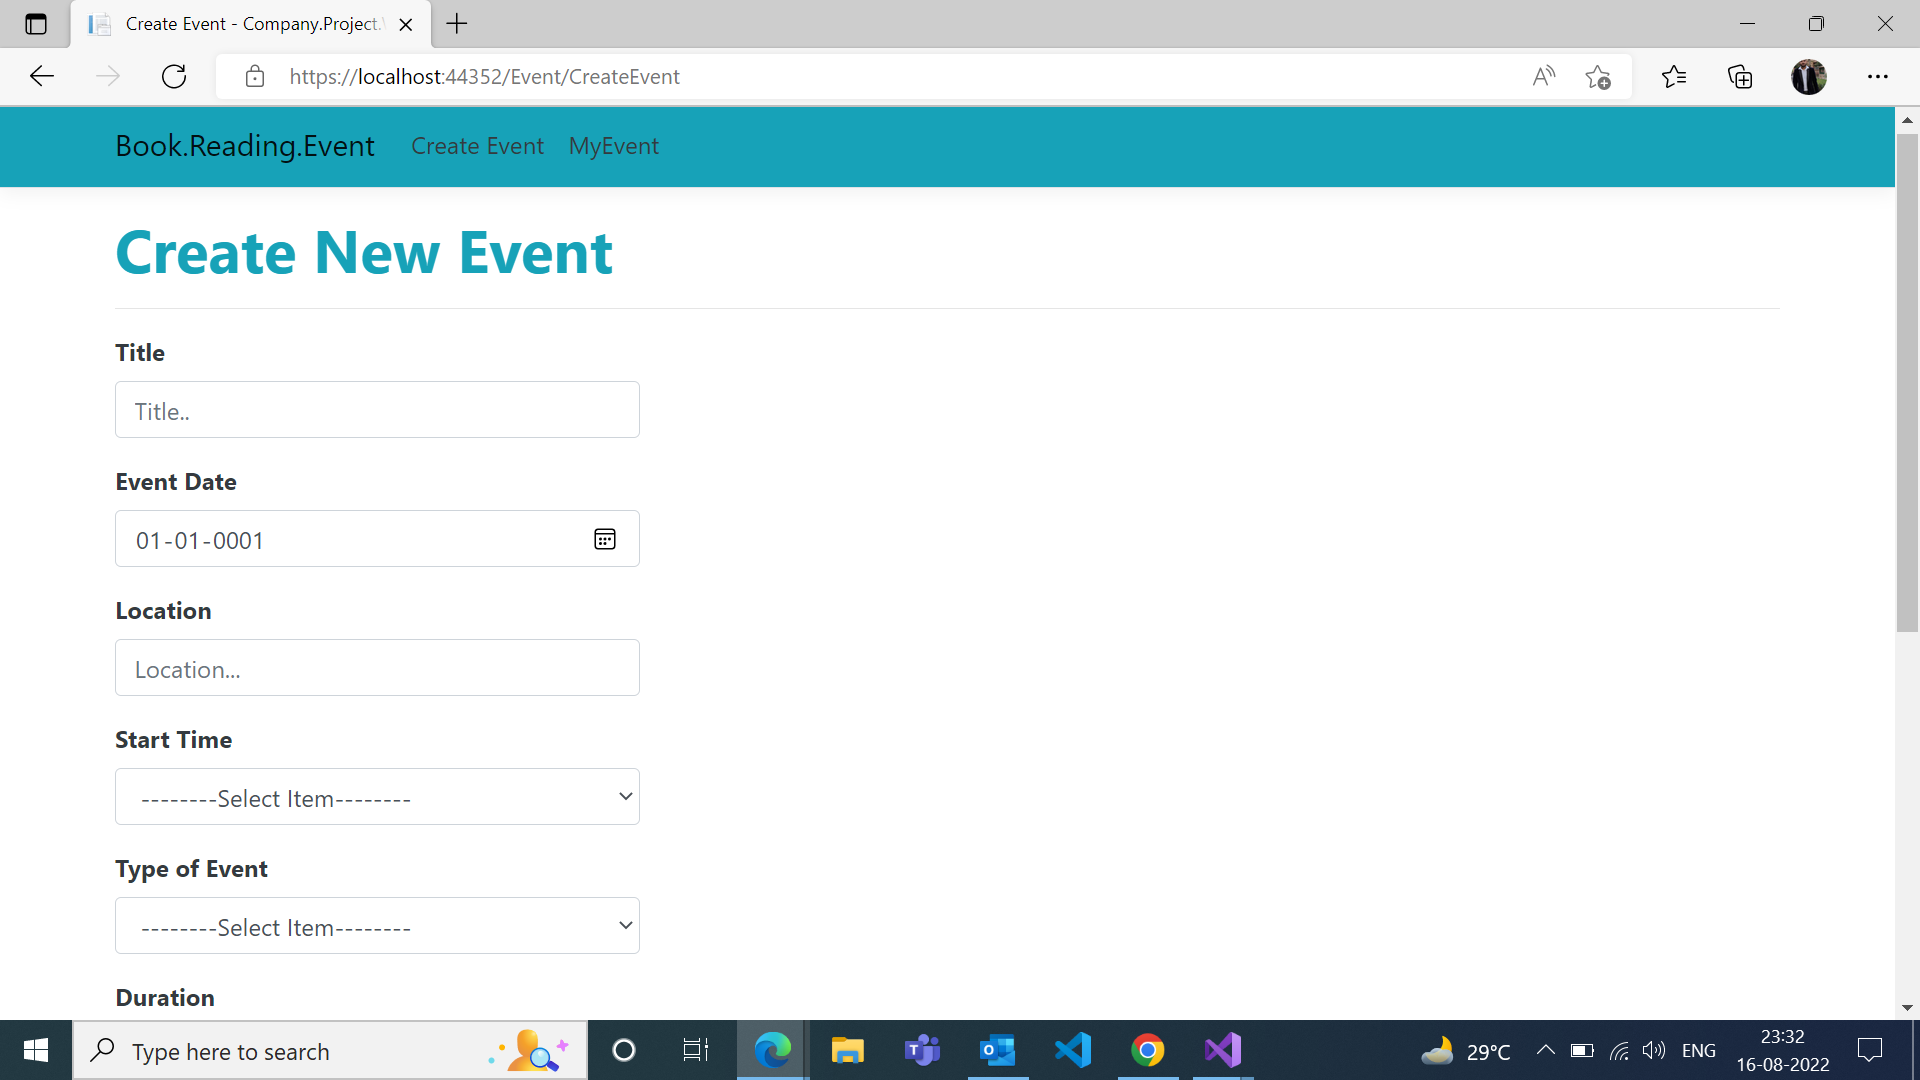 Create Event - Company.Project.
https://localhost:44352/Event/CreateEvent
Book.Reading.Event Create Event MyEvent
Create New Event
Title
Title..
Event Date
01-01-0001
Location
Location...
Start Time
--------Select Item--------
Type of Event
--------Select Item--------
Duration
Type here to search
29°C
ENG
23:32
16-08-2022